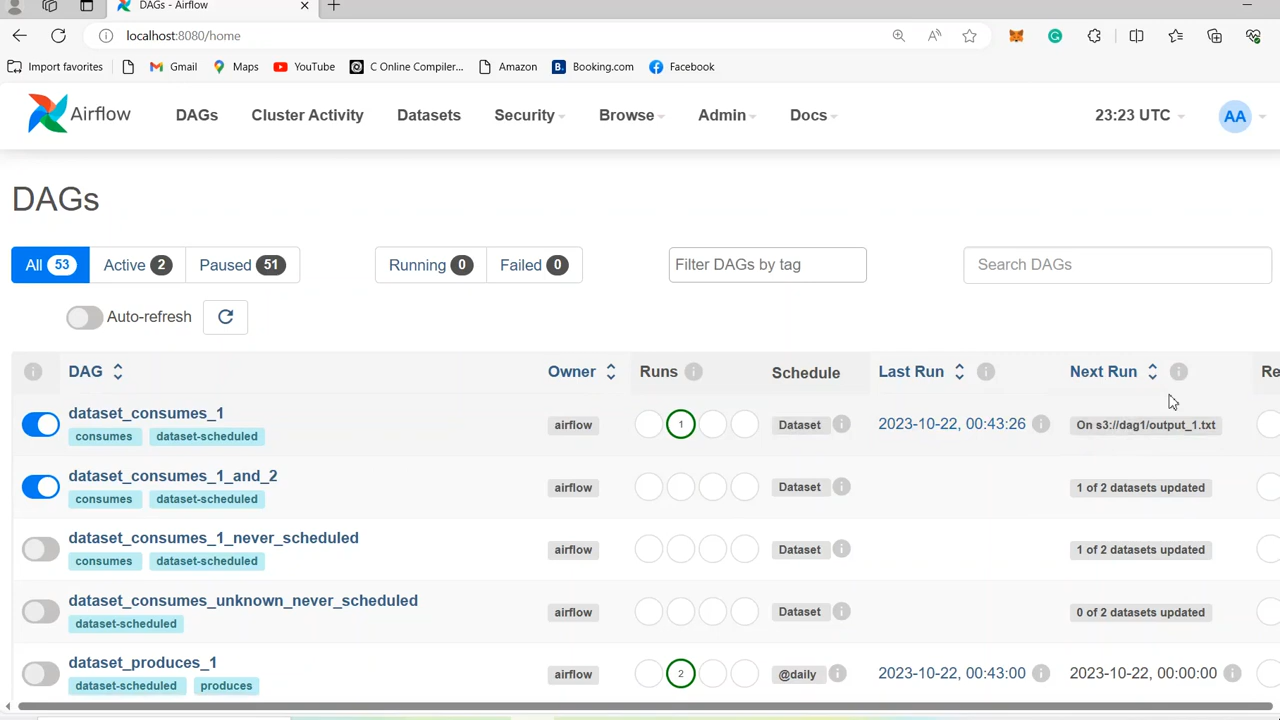 DAGs - Airflow
localhost:8080/home
Import favorites Gmail Maps YouTube C Online Compiler... Amazon Booking.com Facebook
Airflow DAGs Cluster Activity Datasets Security Browse Admin Docs 23:23 UTC AA
DAGs
All 53 Active 2 Paused 51 Running 0 Failed 0 Filter DAGs by tag Search DAGs
Auto-refresh
DAG Owner Runs Schedule Last Run Next Run Re
dataset_consumes_1 airflow 1 Dataset 2023-10-22, 00:43:26 On s3://dag1/output_1.txt
consumes dataset-scheduled
dataset_consumes_1_and_2 airflow Dataset 1 of 2 datasets updated
consumes dataset-scheduled
dataset_consumes_1_never_scheduled airflow Dataset 1 of 2 datasets updated
consumes dataset-scheduled
dataset_consumes_unknown_never_scheduled airflow Dataset 0 of 2 datasets updated
dataset-scheduled
dataset_produces_1 airflow 2 @daily 2023-10-22, 00:43:00 2023-10-22, 00:00:00
dataset-scheduled produces